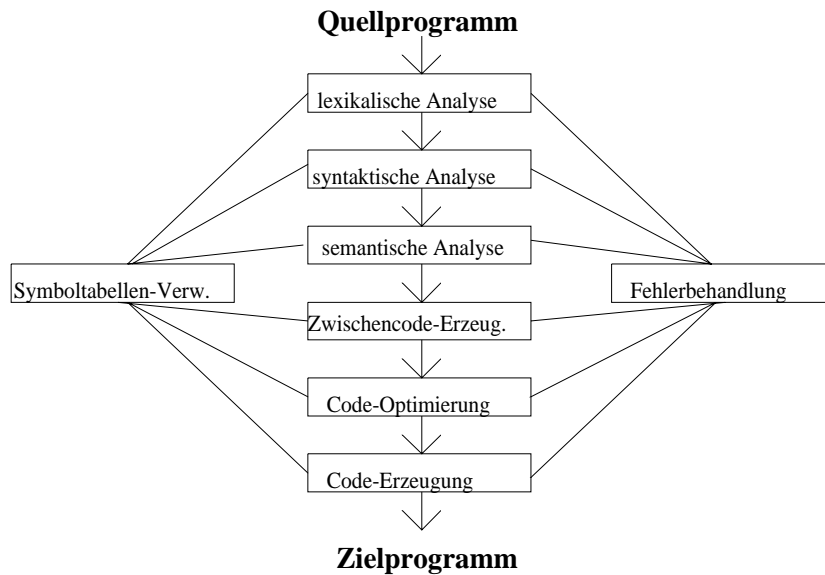 Quellprogramm
lexikalische Analyse
syntaktische Analyse
semantische Analyse
Symboltabellen-Verw.
Fehlerbehandlung
Zwischencode-Erzeug.
Code-Optimierung
Code-Erzeugung
Zielprogramm